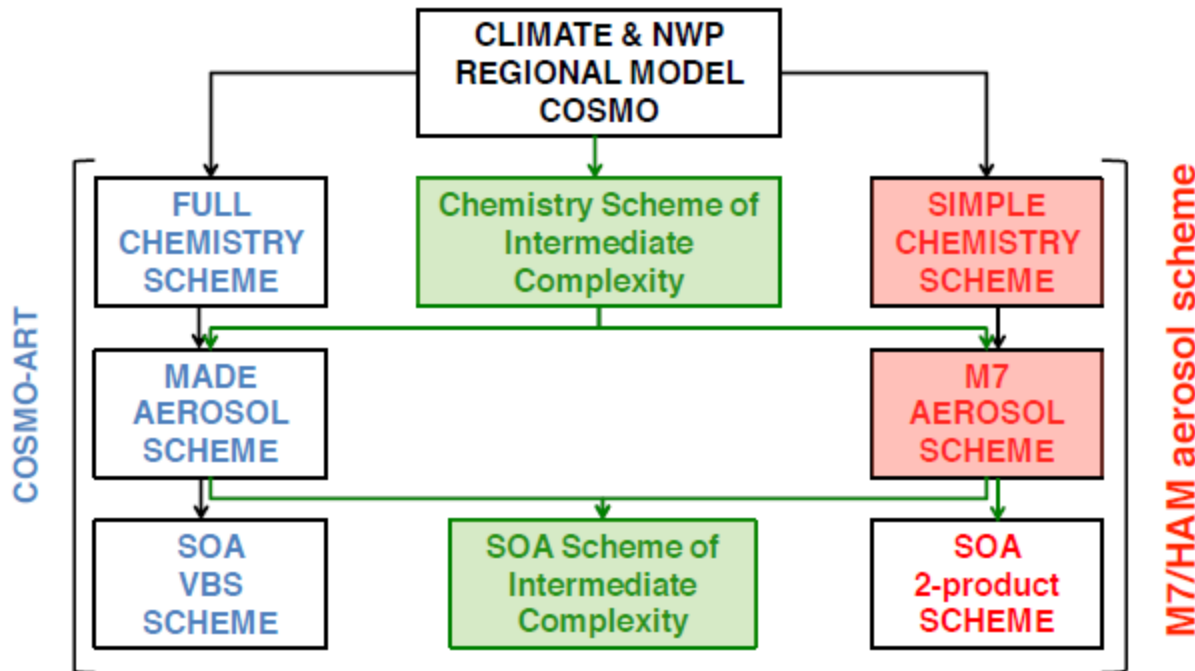 CLIMATE & NWP
REGIONAL MODEL
COSMO
FULL
CHEMISTRY
SCHEME
Chemistry Scheme of
Intermediate
Complexity
SIMPLE
CHEMISTRY
SCHEME
MADE
AEROSOL
SCHEME
M7
AEROSOL
SCHEME
SOA
VBS
SCHEME
SOA Scheme of
Intermediate
Complexity
SOA
2-product
SCHEME
COSMO-ART
M7/HAM aerosol scheme